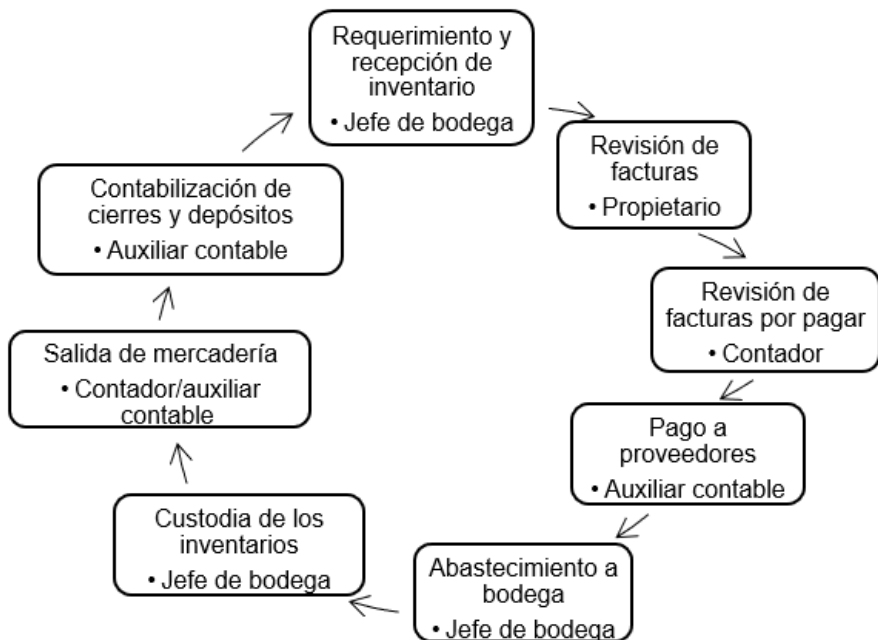 Requerimiento y
recepción de
inventario
• Jefe de bodega
Revisión de
facturas
• Propietario
Revisión de
facturas por pagar
• Contador
Pago a
proveedores
• Auxiliar contable
Abastecimiento a
bodega
• Jefe de bodega
Custodia de los
inventarios
• Jefe de bodega
Salida de mercadería
• Contador/auxiliar
contable
Contabilización de
cierres y depósitos
• Auxiliar contable